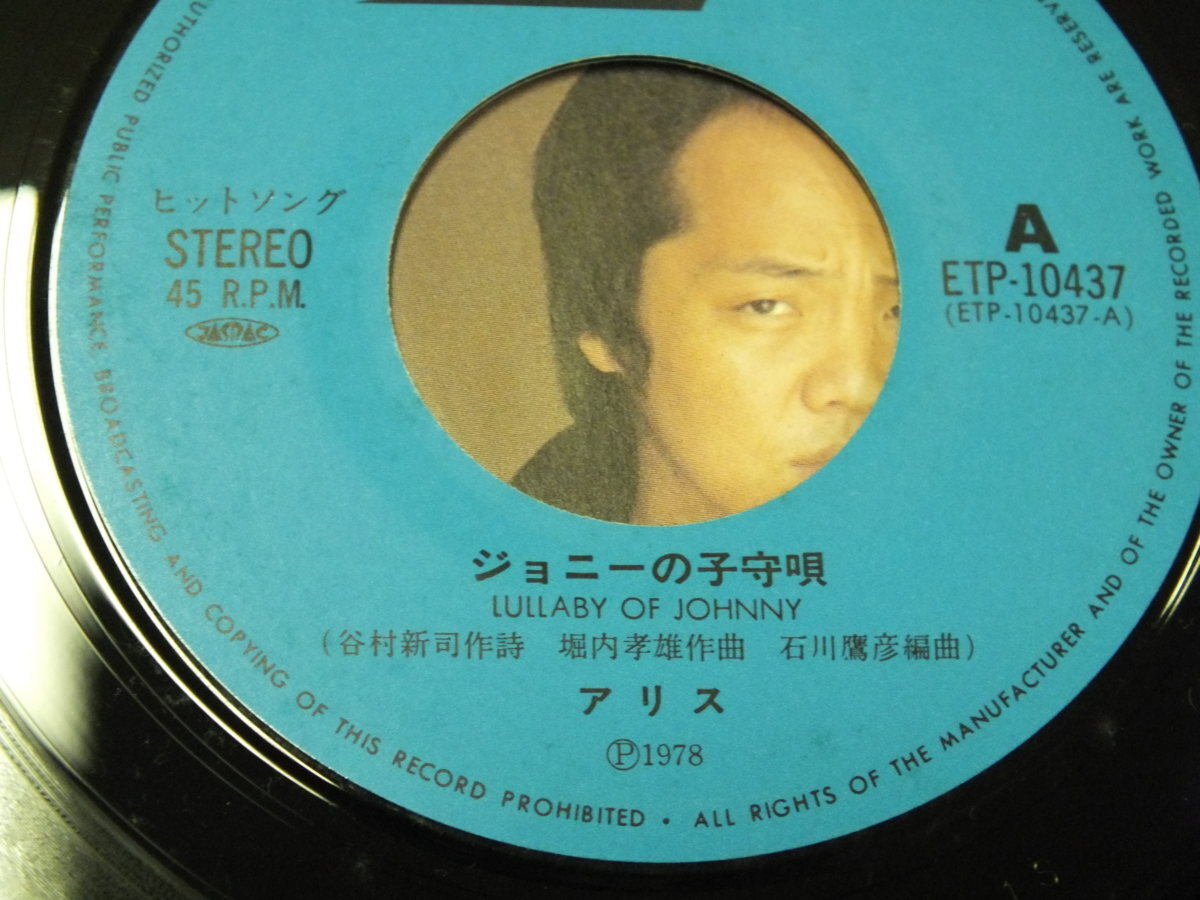 ヒットソング
STEREO
45 R.P.M.
JASRAC
A
ETP-10437
(ETP-10437-A)
ジョニーの子守唄
LULLABY OF JOHNNY
(谷村新司作詩 堀内孝雄作曲 石川鷹彦編曲)
アリス
Ⓟ1978
UTHORIZED PUBLIC PERFORMANCE, BROADCASTING AND COPYING OF THIS RECORD PROHIBITED • ALL RIGHTS OF THE MANUFACTURER AND OF THE OWNER OF THE RECORDED WORK ARE RESERVE